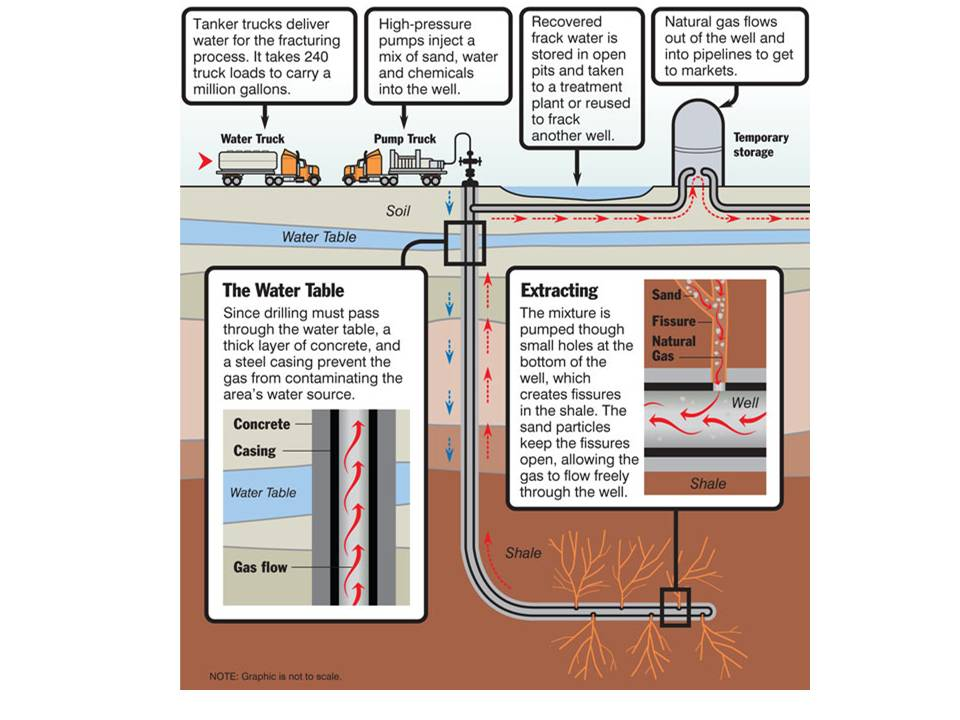 Tanker trucks deliver
water for the fracturing
process. It takes 240
truck loads to carry a
million gallons.
High-pressure
pumps inject a
mix of sand, water
and chemicals
into the well.
Recovered
frack water is
stored in open
pits and taken
to a treatment
plant or reused
to frack
another well.
Natural gas flows
out of the well and
into pipelines to get
to markets.
Water Truck
Pump Truck
Temporary
storage
Soil
Water Table
The Water Table
Since drilling must pass
through the water table, a
thick layer of concrete, and
a steel casing prevent the
gas from contaminating the
area's water source.
Concrete
Casing
Water Table
Gas flow
Extracting
The mixture is
pumped though
small holes at the
bottom of the
well, which
creates fissures
in the shale. The
sand particles
keep the fissures
open, allowing the
gas to flow freely
through the well.
Sand
Fissure
Natural
Gas
Well
Shale
Shale
NOTE: Graphic is not to scale.